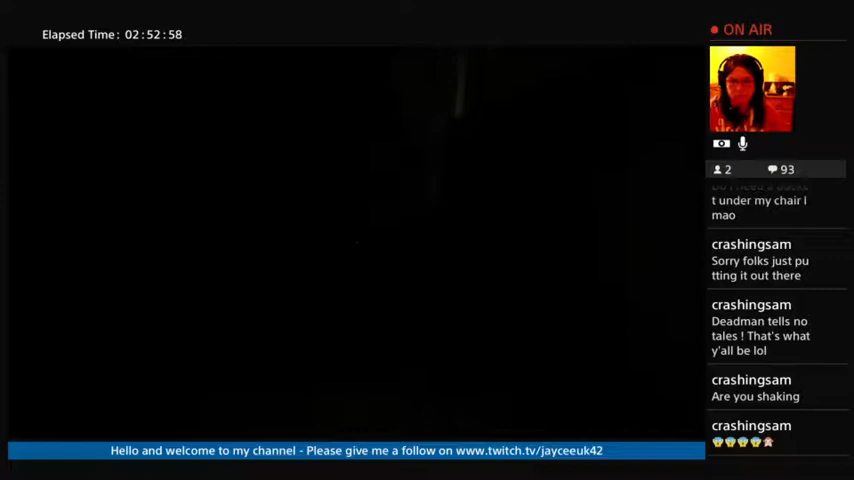 Elapsed Time: 02:52:58
ON AIR
2 93
t under my chair l
mao
crashingsam
Sorry folks just pu
tting it out there
crashingsam
Deadman tells no
tales ! That's what
y'all be lol
crashingsam
Are you shaking
crashingsam
😨😨😨😨🙊
Hello and welcome to my channel - Please give me a follow on www.twitch.tv/jayceeuk42